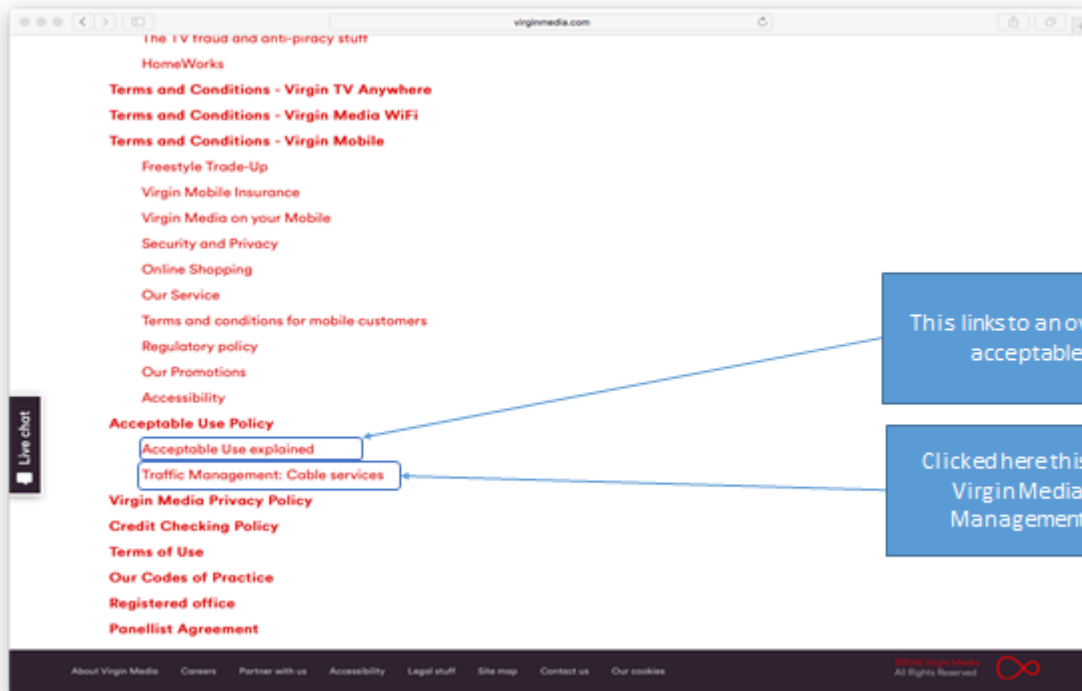 virginmedia.com
The TV fraud and anti-piracy stuff
HomeWorks
Terms and Conditions - Virgin TV Anywhere
Terms and Conditions - Virgin Media WiFi
Terms and Conditions - Virgin Mobile
Freestyle Trade-Up
Virgin Mobile Insurance
Virgin Media on your Mobile
Security and Privacy
Online Shopping
Our Service
Terms and conditions for mobile customers
Regulatory policy
Our Promotions
Accessibility
Acceptable Use Policy
Acceptable Use explained
Traffic Management: Cable services
Virgin Media Privacy Policy
Credit Checking Policy
Terms of Use
Our Codes of Practice
Registered office
Panellist Agreement
This links to an ov
acceptable
Clicked here this
Virgin Media
Management
Live chat
About Virgin Media Careers Partner with us Accessibility Legal stuff Site map Contact us Our cookies
Virgin Media
All Rights Reserved